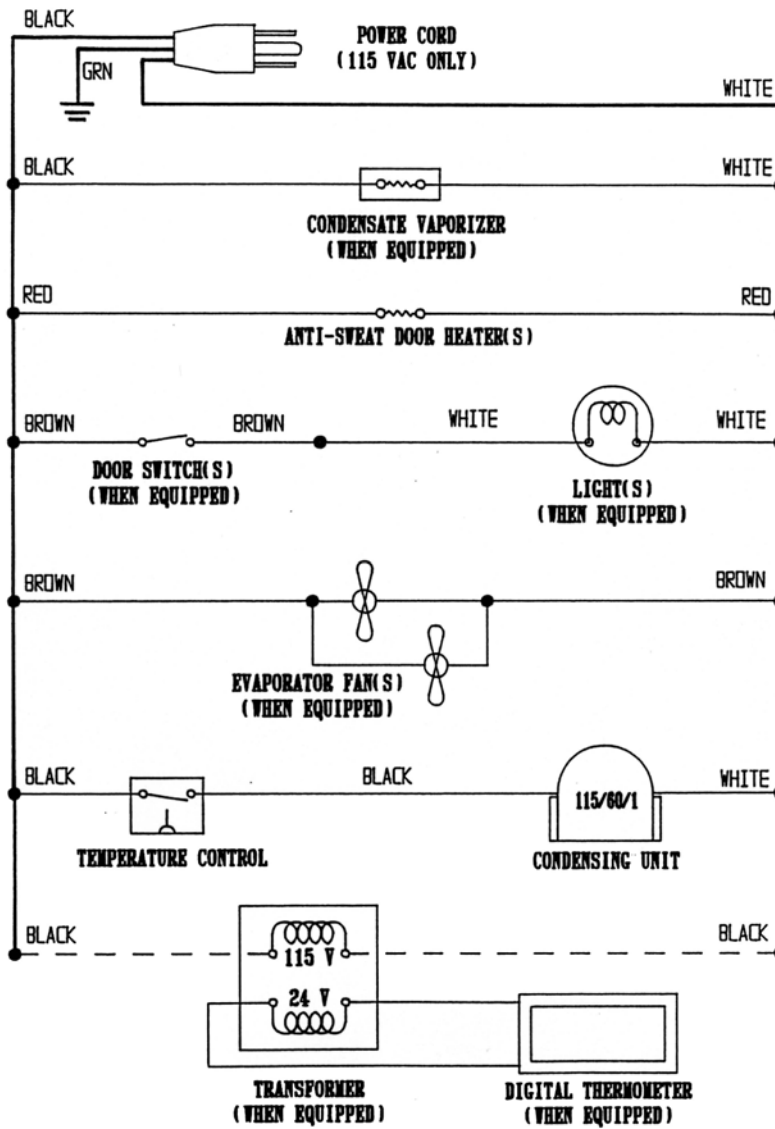 BLACK
POWER CORD
(115 VAC ONLY)
GRN
WHITE
BLACK
WHITE
CONDENSATE VAPORIZER
(WHEN EQUIPPED)
RED
RED
ANTI-SWEAT DOOR HEATER(S)
BROWN
BROWN
WHITE
WHITE
DOOR SWITCH(S)
(WHEN EQUIPPED)
LIGHT(S)
(WHEN EQUIPPED)
BROWN
BROWN
EVAPORATOR FAN(S)
(WHEN EQUIPPED)
BLACK
BLACK
WHITE
115/60/1
TEMPERATURE CONTROL
CONDENSING UNIT
BLACK
BLACK
115 V
24 V
TRANSFORMER
(WHEN EQUIPPED)
DIGITAL THERMOMETER
(WHEN EQUIPPED)